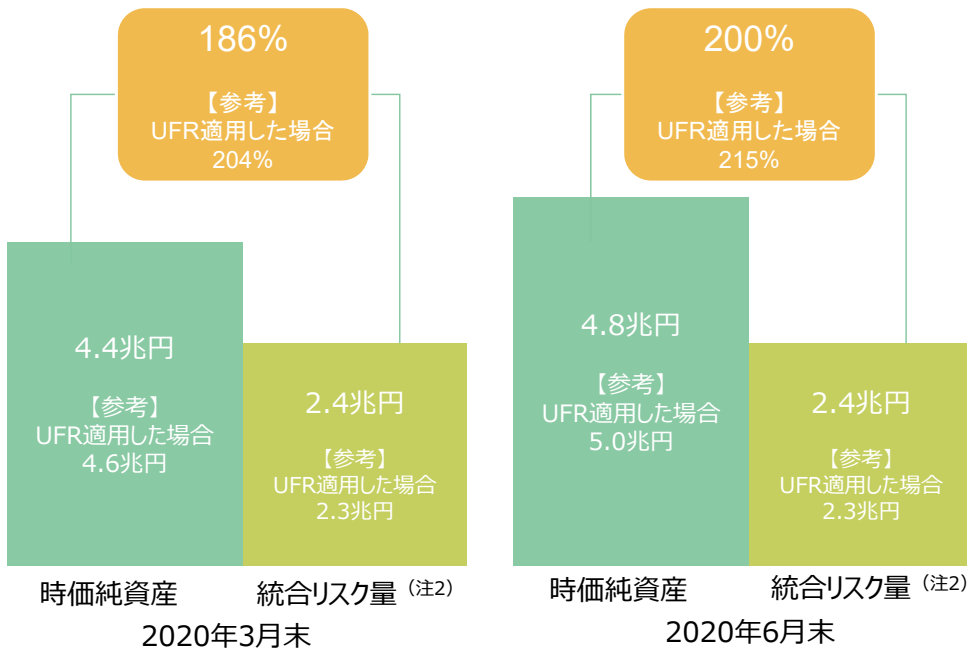 186%
【参考】
UFR適用した場合
204%
4.4兆円
【参考】
UFR適用した場合
4.6兆円
2.4兆円
【参考】
UFR適用した場合
2.3兆円
時価純資産
統合リスク量（注2）
2020年3月末
200%
【参考】
UFR適用した場合
215%
4.8兆円
【参考】
UFR適用した場合
5.0兆円
2.4兆円
【参考】
UFR適用した場合
2.3兆円
時価純資産
統合リスク量（注2）
2020年6月末